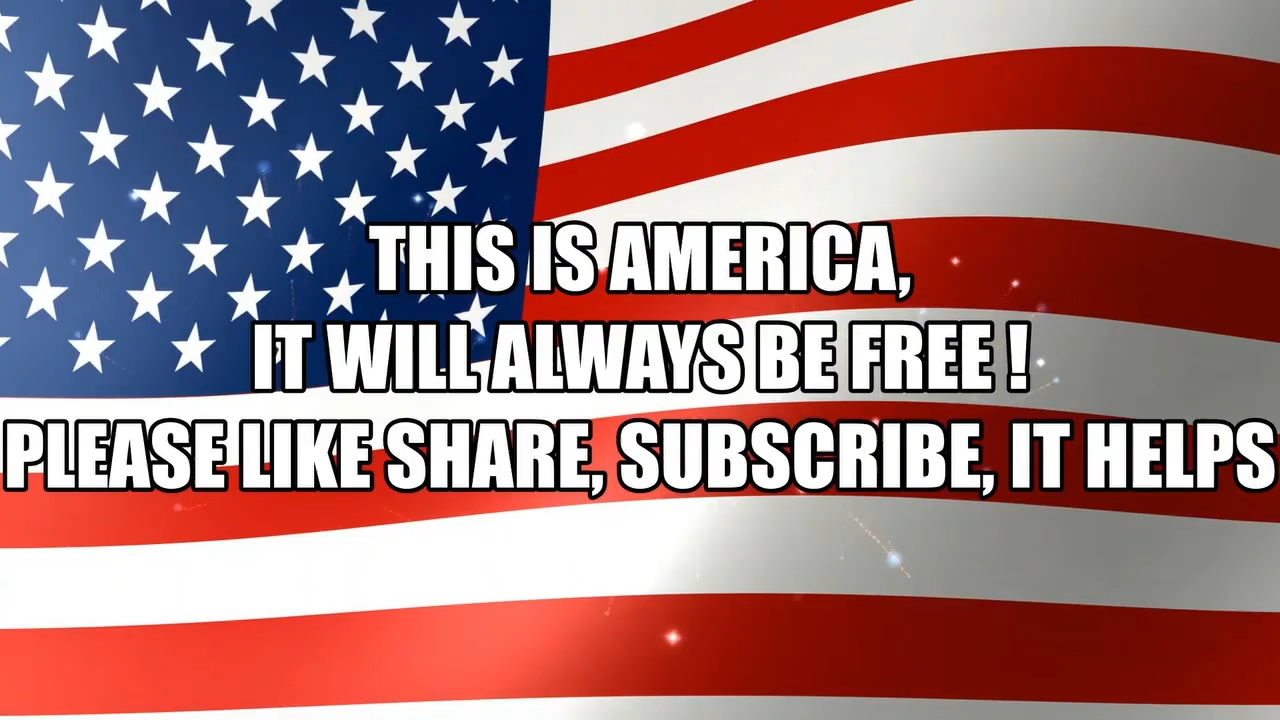 THIS IS AMERICA,
IT WILL ALWAYS BE FREE !
PLEASE LIKE SHARE, SUBSCRIBE, IT HELPS